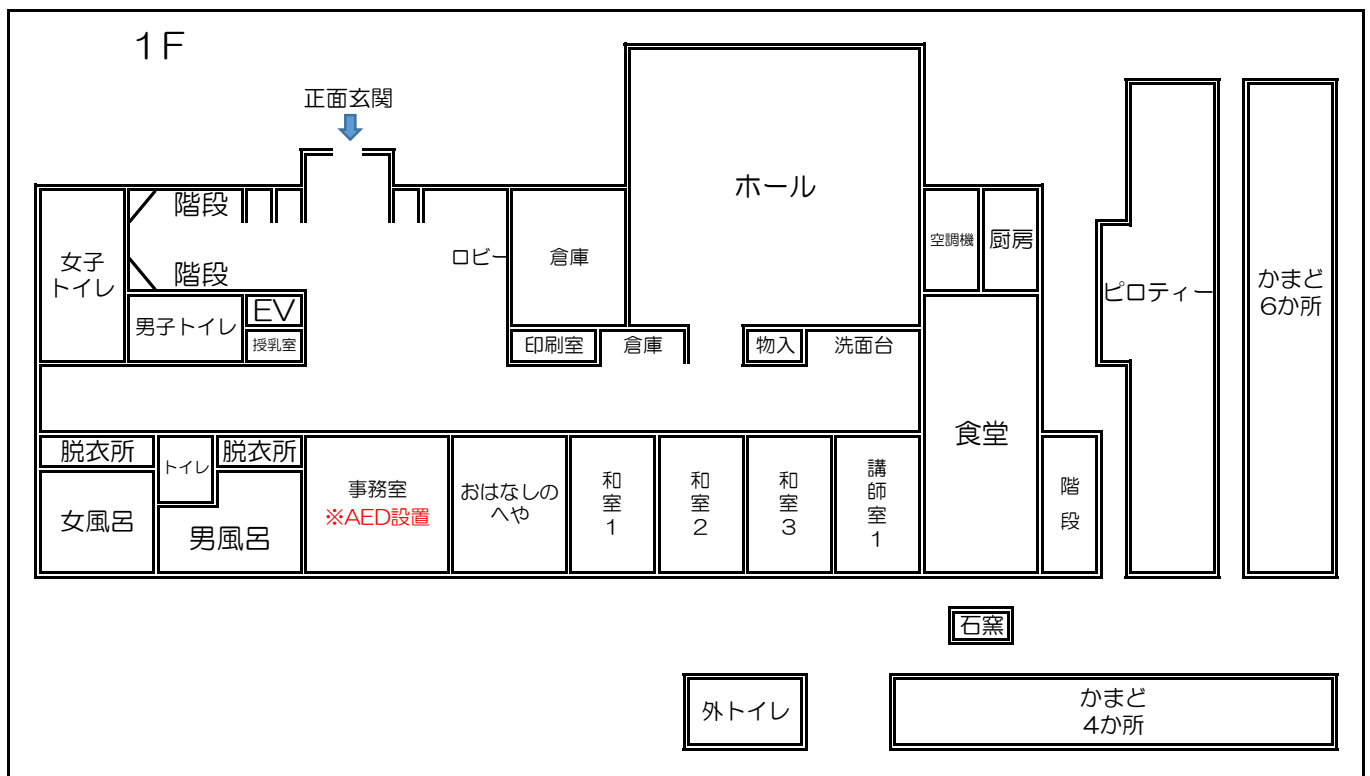 １Ｆ
正面玄関
ホール
階段
ロビー
倉庫
空調機
厨房
女子
トイレ
階段
ピロティー
かまど
6か所
男子トイレ
EV
授乳室
印刷室
倉庫
物入
洗面台
食堂
脱衣所
トイレ
脱衣所
女風呂
男風呂
事務室
※AED設置
おはなしの
へや
和室１
和室２
和室３
講師室１
階段
石窯
外トイレ
かまど
4か所